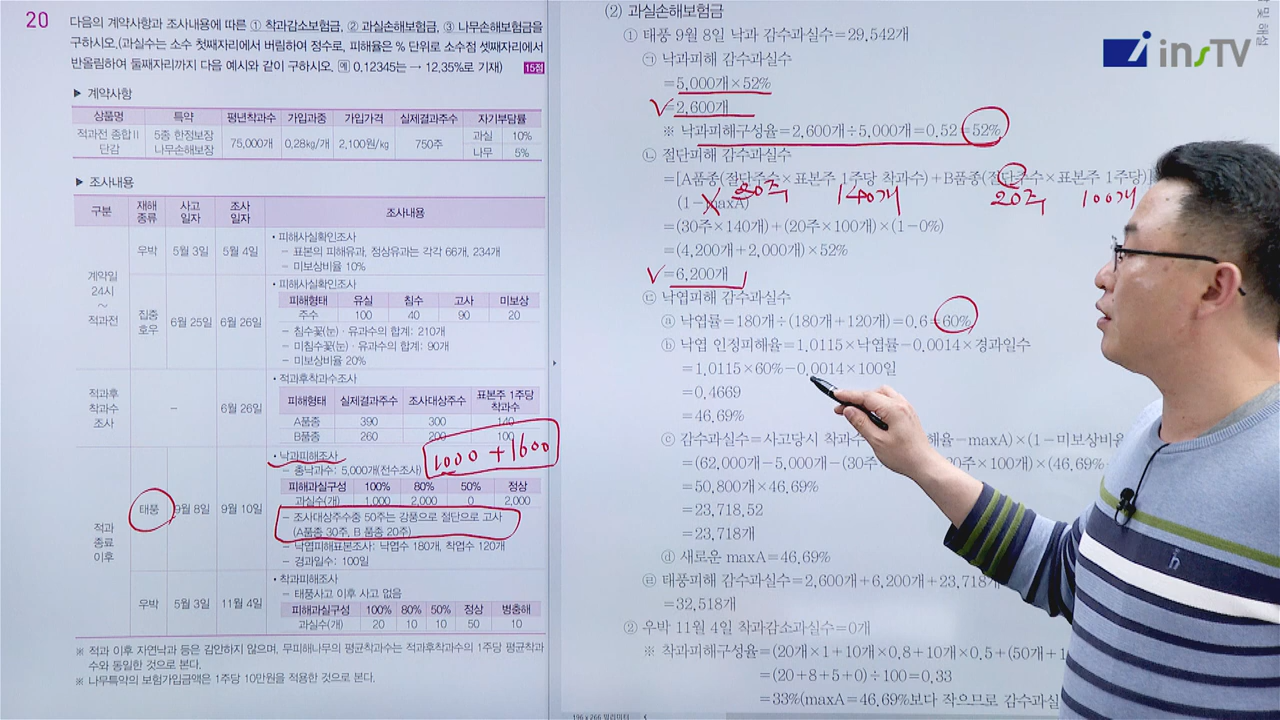 20
다음의 계약사항과 조사내용에 따른 ① 착과감소보험금, ② 과실손해보험금, ③ 나무손해보험금을
구하시오.(과실수는 소수 첫째자리에서 버림하여 정수로, 피해율은 % 단위로 소수점 셋째자리에서
반올림하여 둘째자리까지 다음 예시와 같이 구하시오. 예 0.12345는 → 12.35%로 기재) 15점
▶ 계약사항
상품명 특약 평년착과수 가입과중 가입가격 실제결과주수 자기부담률
적과전 종합Ⅱ 단감 5종 한정보장 나무손해보장 75,000개 0.28kg/개 2,100원/kg 750주 과실 10%
나무 5%
▶ 조사내용
구분 재해종류 사고일자 조사일자 조사내용
계약일 24시 ~ 적과전
우박 5월 3일 5월 4일
• 피해사실확인조사
– 표본의 피해유과, 정상유과는 각각 66개, 234개
– 미보상비율 10%
집중호우 6월 25일 6월 26일
• 피해사실확인조사
피해형태 유실 침수 고사 미보상
주수 100 40 90 20
– 침수꽃(눈)·유과수의 합계: 210개
– 미침수꽃(눈)·유과수의 합계: 90개
– 미보상비율 20%
적과후 착과수 조사 – 6월 26일
• 적과후착과수조사
피해형태 실제결과주수 조사대상주수 표본주 1주당 착과수
A품종 390 300 140
B품종 260 200 100
적과 종료 이후
태풍 9월 8일 9월 10일
• 낙과피해조사
1000 + 1600
– 총낙과수: 5,000개(전수조사)
피해과실구성 100% 80% 50% 정상
과실수(개) 1,000 2,000 0 2,000
– 조사대상주수중 50주는 강풍으로 절단으로 고사
(A품종 30주, B 품종 20주)
– 낙엽피해표본조사: 낙엽수 180개, 착엽수 120개
– 경과일수: 100일
우박 5월 3일 11월 4일
• 착과피해조사
– 태풍사고 이후 사고 없음
피해과실구성 100% 80% 50% 정상 병충해
과실수(개) 20 10 10 50 10
※ 적과 이후 자연낙과 등은 감안하지 않으며, 무피해나무의 평균착과수는 적과후착과수의 1주당 평균착과
수와 동일한 것으로 본다.
※ 나무특약의 보험가입금액은 1주당 10만원을 적용한 것으로 본다.
(2) 과실손해보험금
① 태풍 9월 8일 낙과 감수과실수=29,542개
㉠ 낙과피해 감수과실수
=5,000개×52%
=2,600개
※ 낙과피해구성율=2,600개÷5,000개=0.52=52%
㉡ 절단피해 감수과실수
=[A품종(절단주수×표본주 1주당 착과수)+B품종(절단주수×표본주 1주당)]
30주 140개 20주 100개
(1-maxA)
=(30주×140개)+(20주×100개)×(1-0%)
=(4,200개+2,000개)×52%
=6,200개
㉢ 낙엽피해 감수과실수
ⓐ 낙엽률=180개÷(180개+120개)=0.6=60%
ⓑ 낙엽 인정피해율=1.0115×낙엽률-0.0014×경과일수
=1.0115×60%-0.0014×100일
=0.4669
=46.69%
ⓒ 감수과실수=사고당시 착과수 해율-maxA)×(1-미보상비율
=(62,000개-5,000개-(30주 20주×100개)×(46.69%-
=50,800개×46.69%
=23,718.52
=23,718개
ⓓ 새로운 maxA=46.69%
㉣ 태풍피해 감수과실수=2,600개+6,200개+23,718개
=32,518개
② 우박 11월 4일 착과감소과실수=0개
※ 착과피해구성율=(20개×1+10개×0.8+10개×0.5+(50개+1
=(20+8+5+0)÷100=0.33
=33%(maxA=46.69%보다 작으므로 감수과실
insTV
및 해설
196 x 266 밀리미터